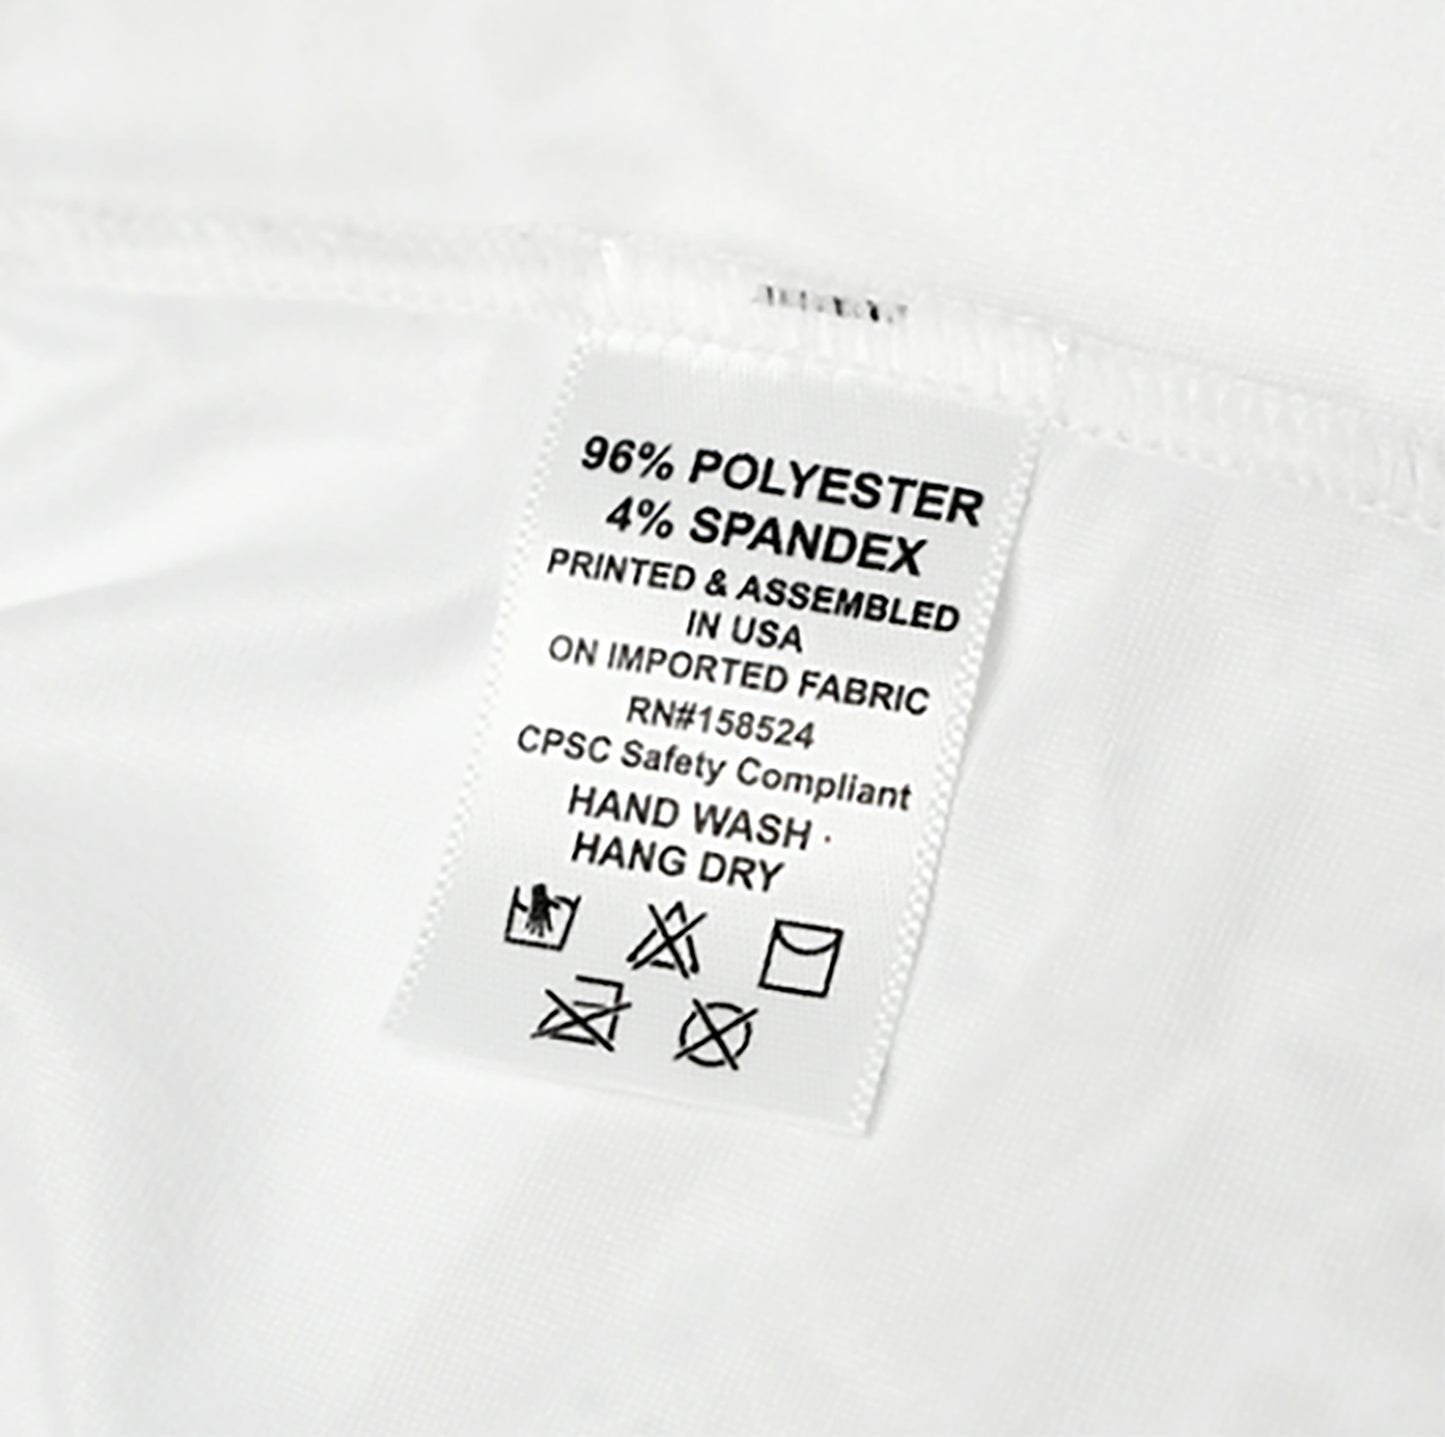 96% POLYESTER
4% SPANDEX
PRINTED & ASSEMBLED
IN USA
ON IMPORTED FABRIC
RN#158524
CPSC Safety Compliant
HAND WASH ·
HANG DRY